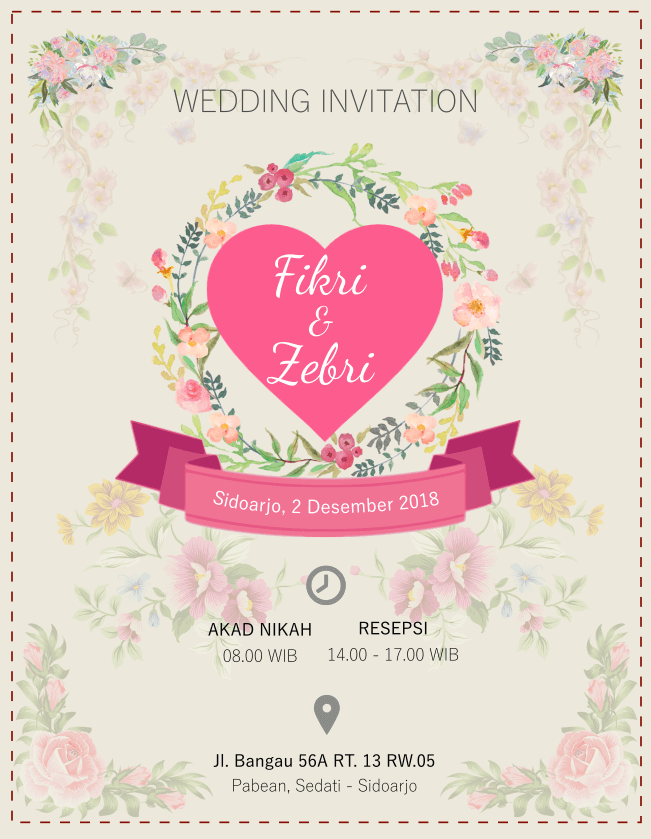 WEDDING INVITATION
Fikri
&
Zebri
Sidoarjo, 2 Desember 2018
AKAD NIKAH RESEPSI
08.00 WIB 14.00 - 17.00 WIB
Jl. Bangau 56A RT. 13 RW.05
Pabean, Sedati - Sidoarjo